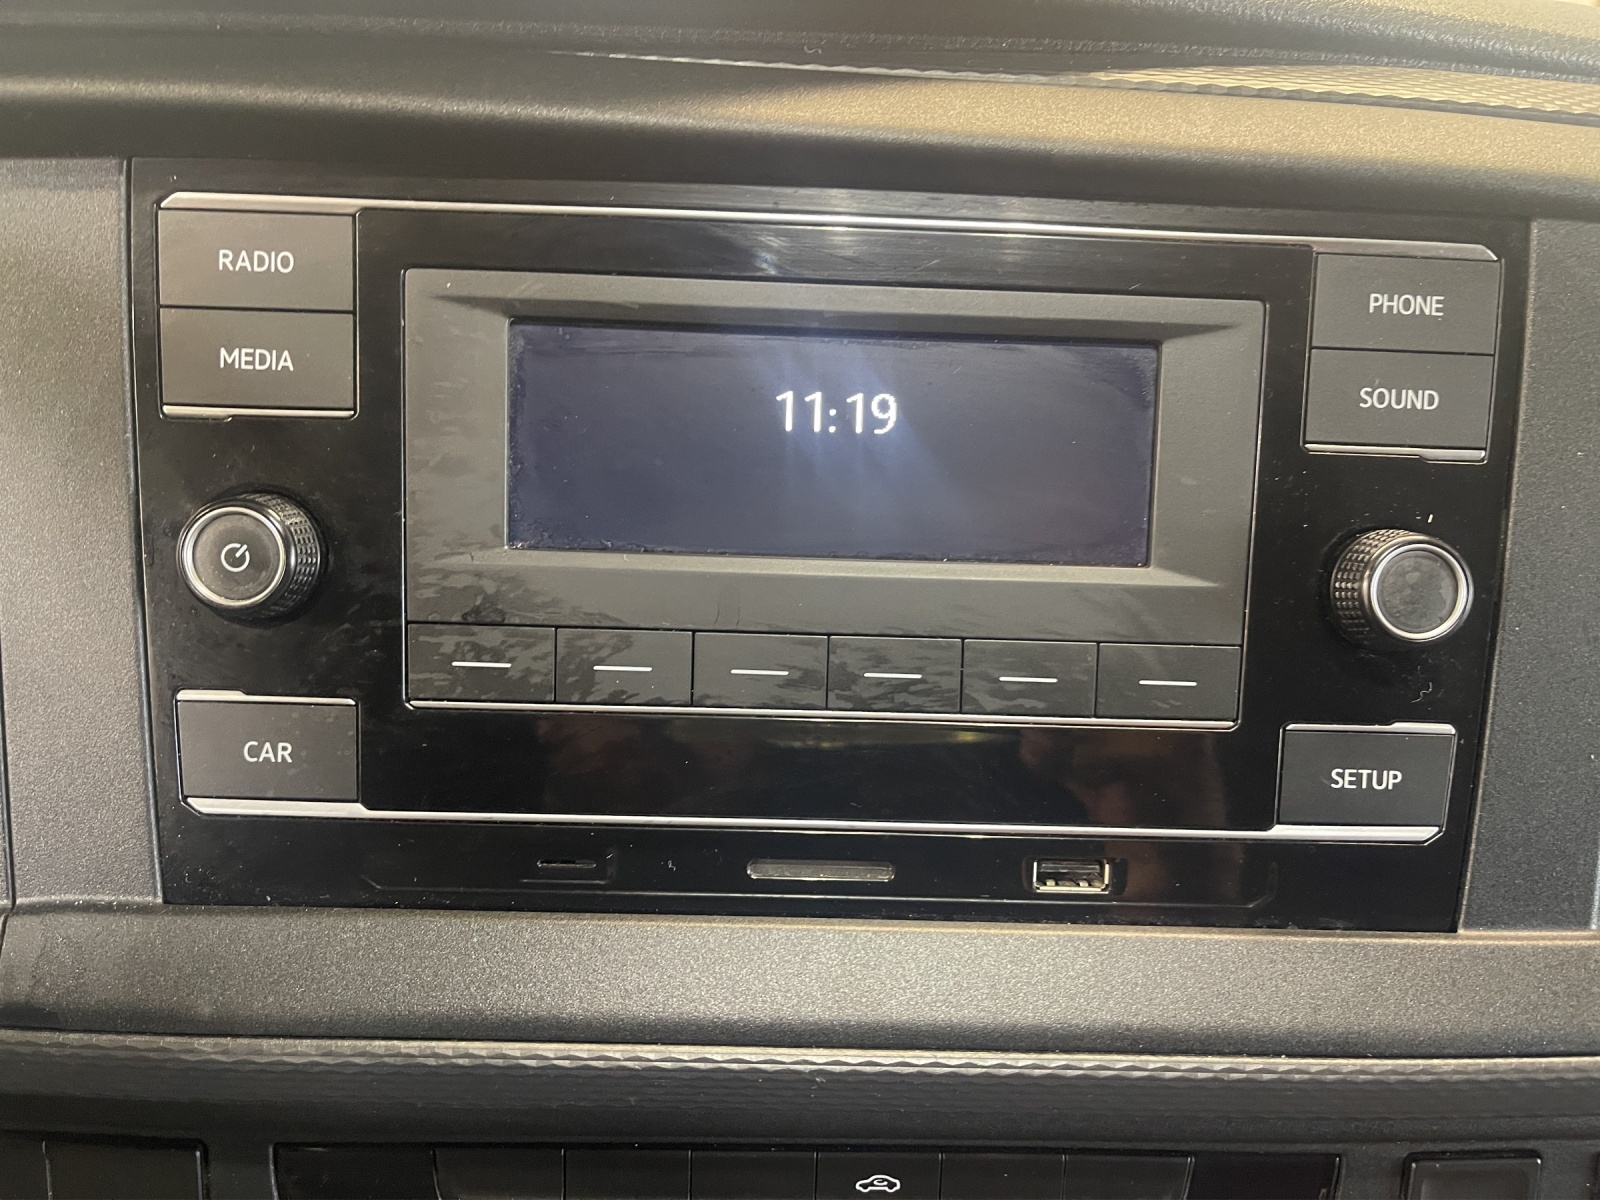 RADIO
MEDIA
PHONE
SOUND
11:19
CAR
SETUP